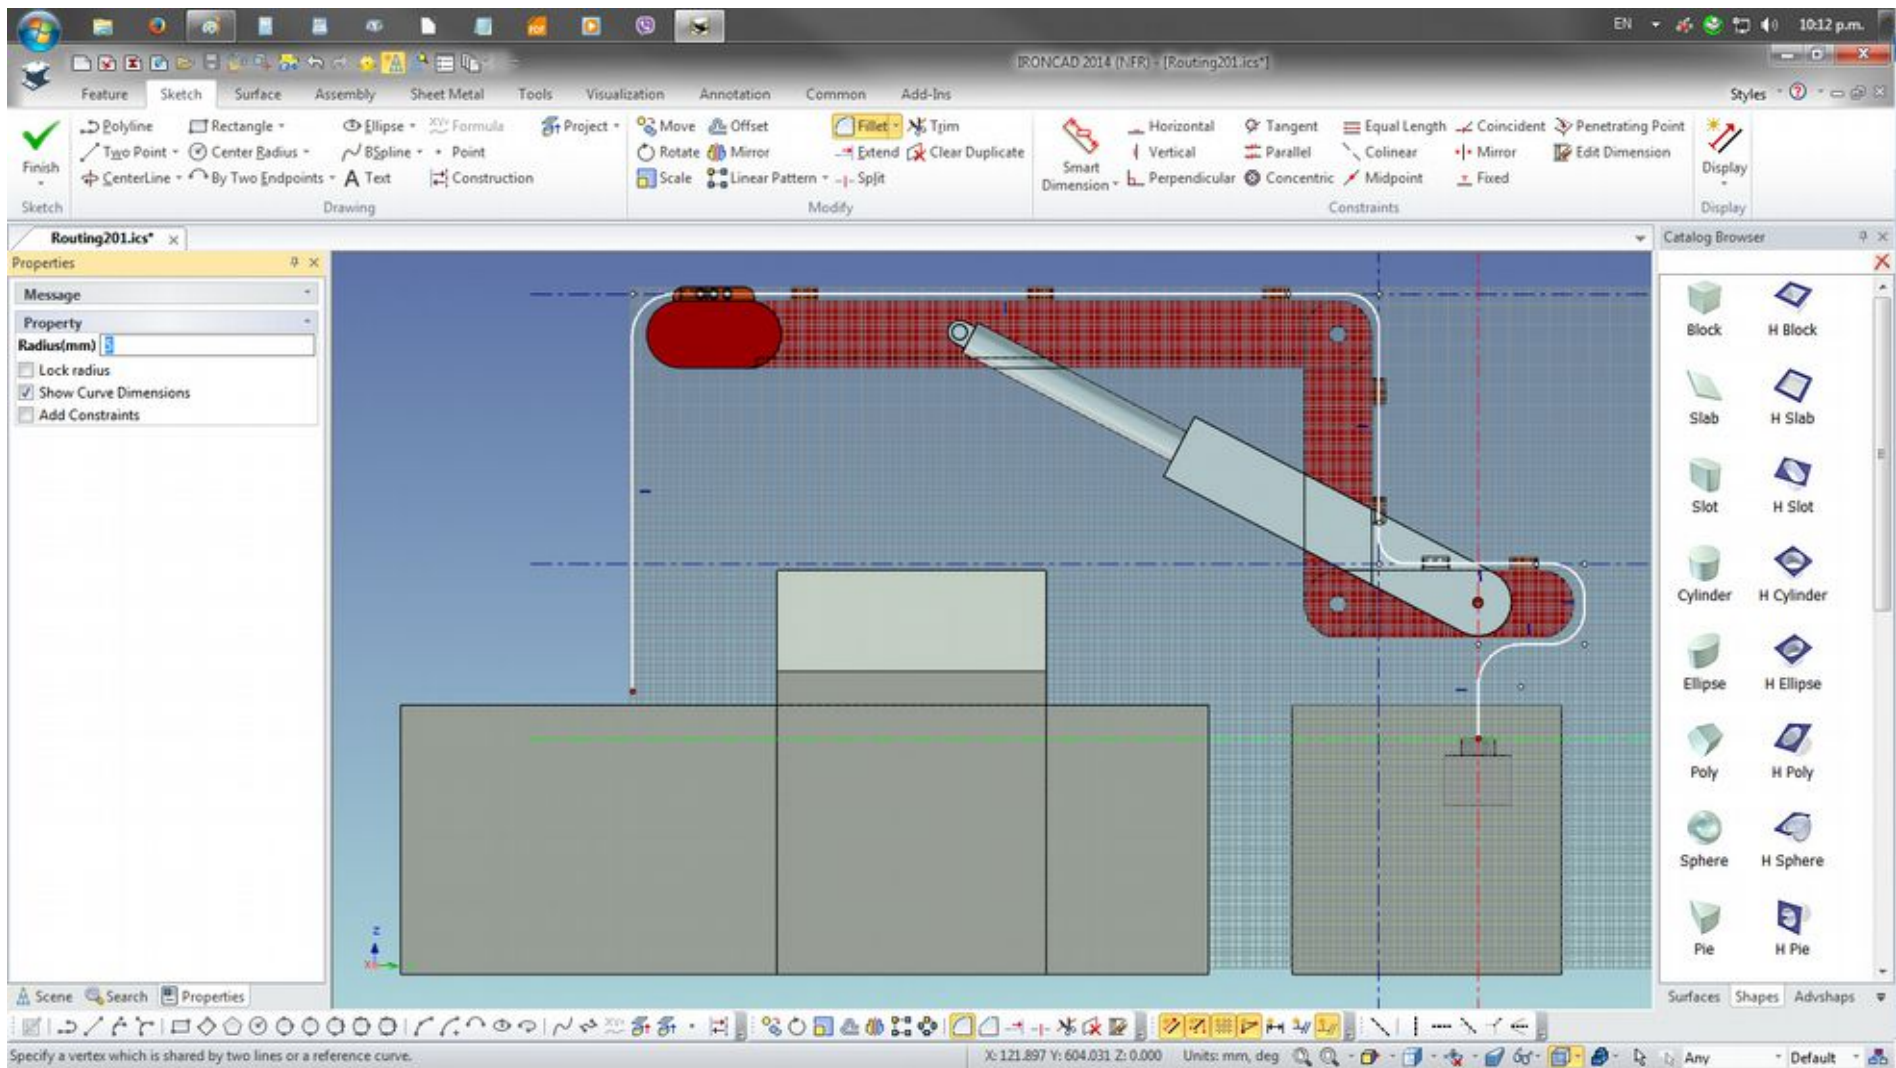 EN 10:12 p.m.
IRONCAD 2014 (NFR) - [Routing201.ics*]
Feature Sketch Surface Assembly Sheet Metal Tools Visualization Annotation Common Add-Ins Styles
Polyline Rectangle Ellipse XY= Formula Project Move Offset Fillet Trim Horizontal Tangent Equal Length Coincident Penetrating Point
Two Point Center Radius BSpline Point Rotate Mirror Extend Clear Duplicate Vertical Parallel Colinear Mirror Edit Dimension
Finish Smart Dimension Display
CenterLine By Two Endpoints Text Construction Scale Linear Pattern Split Perpendicular Concentric Midpoint Fixed
Sketch Drawing Modify Constraints Display
Routing201.ics* Catalog Browser
Properties
Message
Property
Radius(mm) 5
Lock radius
Show Curve Dimensions
Add Constraints
Block H Block
Slab H Slab
Slot H Slot
Cylinder H Cylinder
Ellipse H Ellipse
Poly H Poly
Sphere H Sphere
Pie H Pie
Z
X
Scene Search Properties Surfaces Shapes Advshaps
Specify a vertex which is shared by two lines or a reference curve. X: 121.897 Y: 604.031 Z: 0.000 Units: mm, deg Any Default